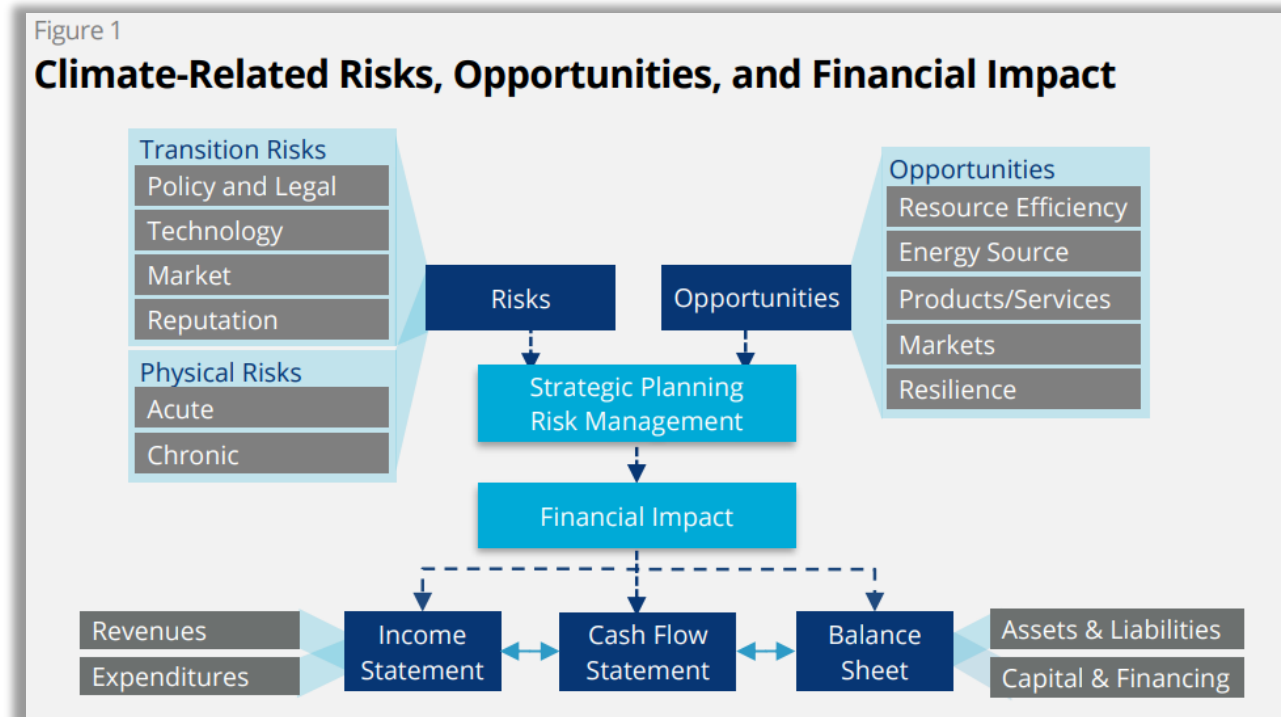 Figure 1
Climate-Related Risks, Opportunities, and Financial Impact
Transition Risks
Policy and Legal
Technology
Market
Reputation
Physical Risks
Acute
Chronic
Risks
Opportunities
Opportunities
Resource Efficiency
Energy Source
Products/Services
Markets
Resilience
Strategic Planning
Risk Management
Financial Impact
Revenues
Expenditures
Income
Statement
Cash Flow
Statement
Balance
Sheet
Assets & Liabilities
Capital & Financing